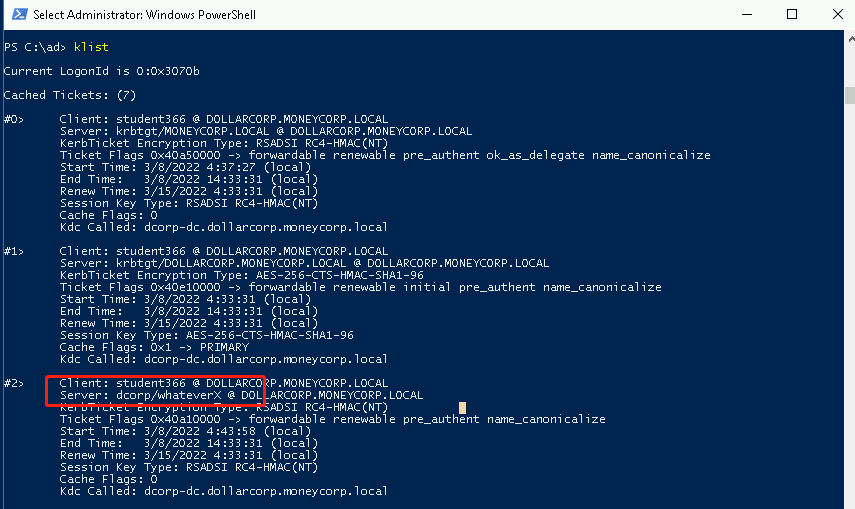 Select Administrator: Windows PowerShell
PS C:\ad> klist
Current LogonId is 0:0x3070b
Cached Tickets: (7)
#0> Client: student366 @ DOLLARCORP.MONEYCORP.LOCAL
Server: krbtgt/MONEYCORP.LOCAL @ DOLLARCORP.MONEYCORP.LOCAL
KerbTicket Encryption Type: RSADSI RC4-HMAC(NT)
Ticket Flags 0x40a50000 -> forwardable renewable pre_authent ok_as_delegate name_canonicalize
Start Time: 3/8/2022 4:37:27 (local)
End Time: 3/8/2022 14:33:31 (local)
Renew Time: 3/15/2022 4:33:31 (local)
Session Key Type: RSADSI RC4-HMAC(NT)
Cache Flags: 0
Kdc Called: dcorp-dc.dollarcorp.moneycorp.local
#1> Client: student366 @ DOLLARCORP.MONEYCORP.LOCAL
Server: krbtgt/DOLLARCORP.MONEYCORP.LOCAL @ DOLLARCORP.MONEYCORP.LOCAL
KerbTicket Encryption Type: AES-256-CTS-HMAC-SHA1-96
Ticket Flags 0x40e10000 -> forwardable renewable initial pre_authent name_canonicalize
Start Time: 3/8/2022 4:33:31 (local)
End Time: 3/8/2022 14:33:31 (local)
Renew Time: 3/15/2022 4:33:31 (local)
Session Key Type: AES-256-CTS-HMAC-SHA1-96
Cache Flags: 0x1 -> PRIMARY
Kdc Called: dcorp-dc.dollarcorp.moneycorp.local
#2> Client: student366 @ DOLLARCORP.MONEYCORP.LOCAL
Server: dcorp/whateverX @ DOLLARCORP.MONEYCORP.LOCAL
KerbTicket Encryption Type: RSADSI RC4-HMAC(NT)
Ticket Flags 0x40a10000 -> forwardable renewable pre_authent name_canonicalize
Start Time: 3/8/2022 4:43:58 (local)
End Time: 3/8/2022 14:33:31 (local)
Renew Time: 3/15/2022 4:33:31 (local)
Session Key Type: RSADSI RC4-HMAC(NT)
Cache Flags: 0
Kdc Called: dcorp-dc.dollarcorp.moneycorp.local